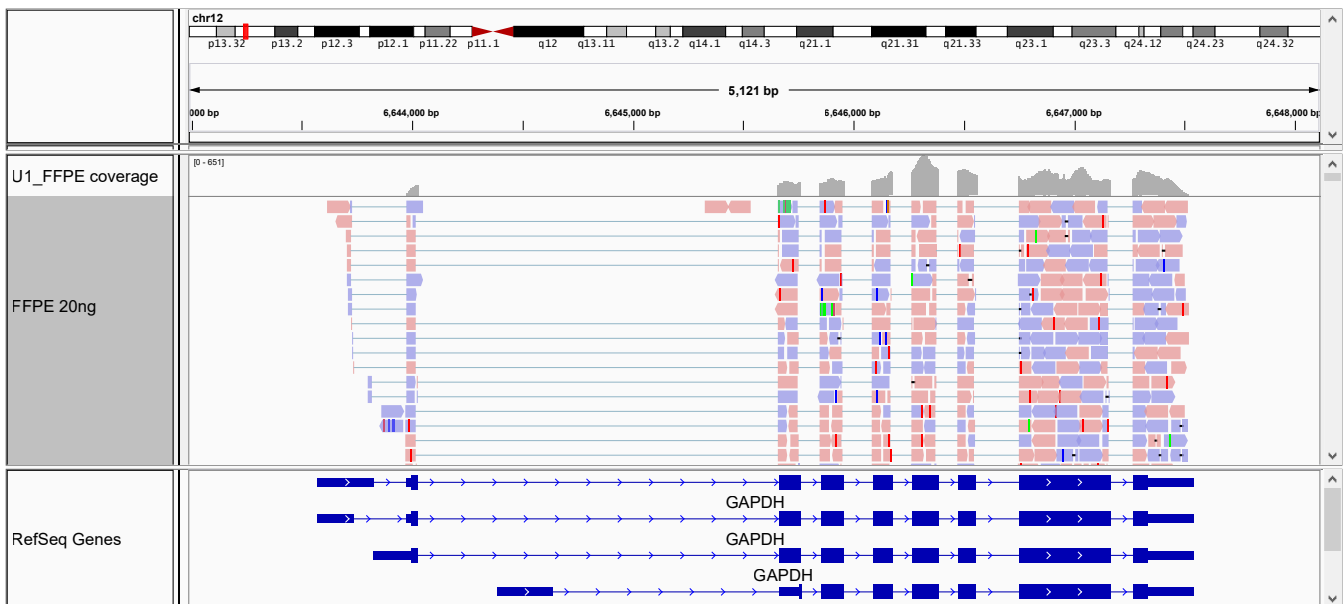 chr12
p13.32 p13.2 p12.3 p12.1 p11.22 p11.1 q12 q13.11 q13.2 q14.1 q14.3 q21.1 q21.31 q21.33 q23.1 q23.3 q24.12 q24.23 q24.32
5,121 bp
000 bp 6,644,000 bp 6,645,000 bp 6,646,000 bp 6,647,000 bp 6,648,000 bp
[0 - 651]
U1_FFPE coverage
FFPE 20ng
GAPDH
RefSeq Genes
GAPDH
GAPDH